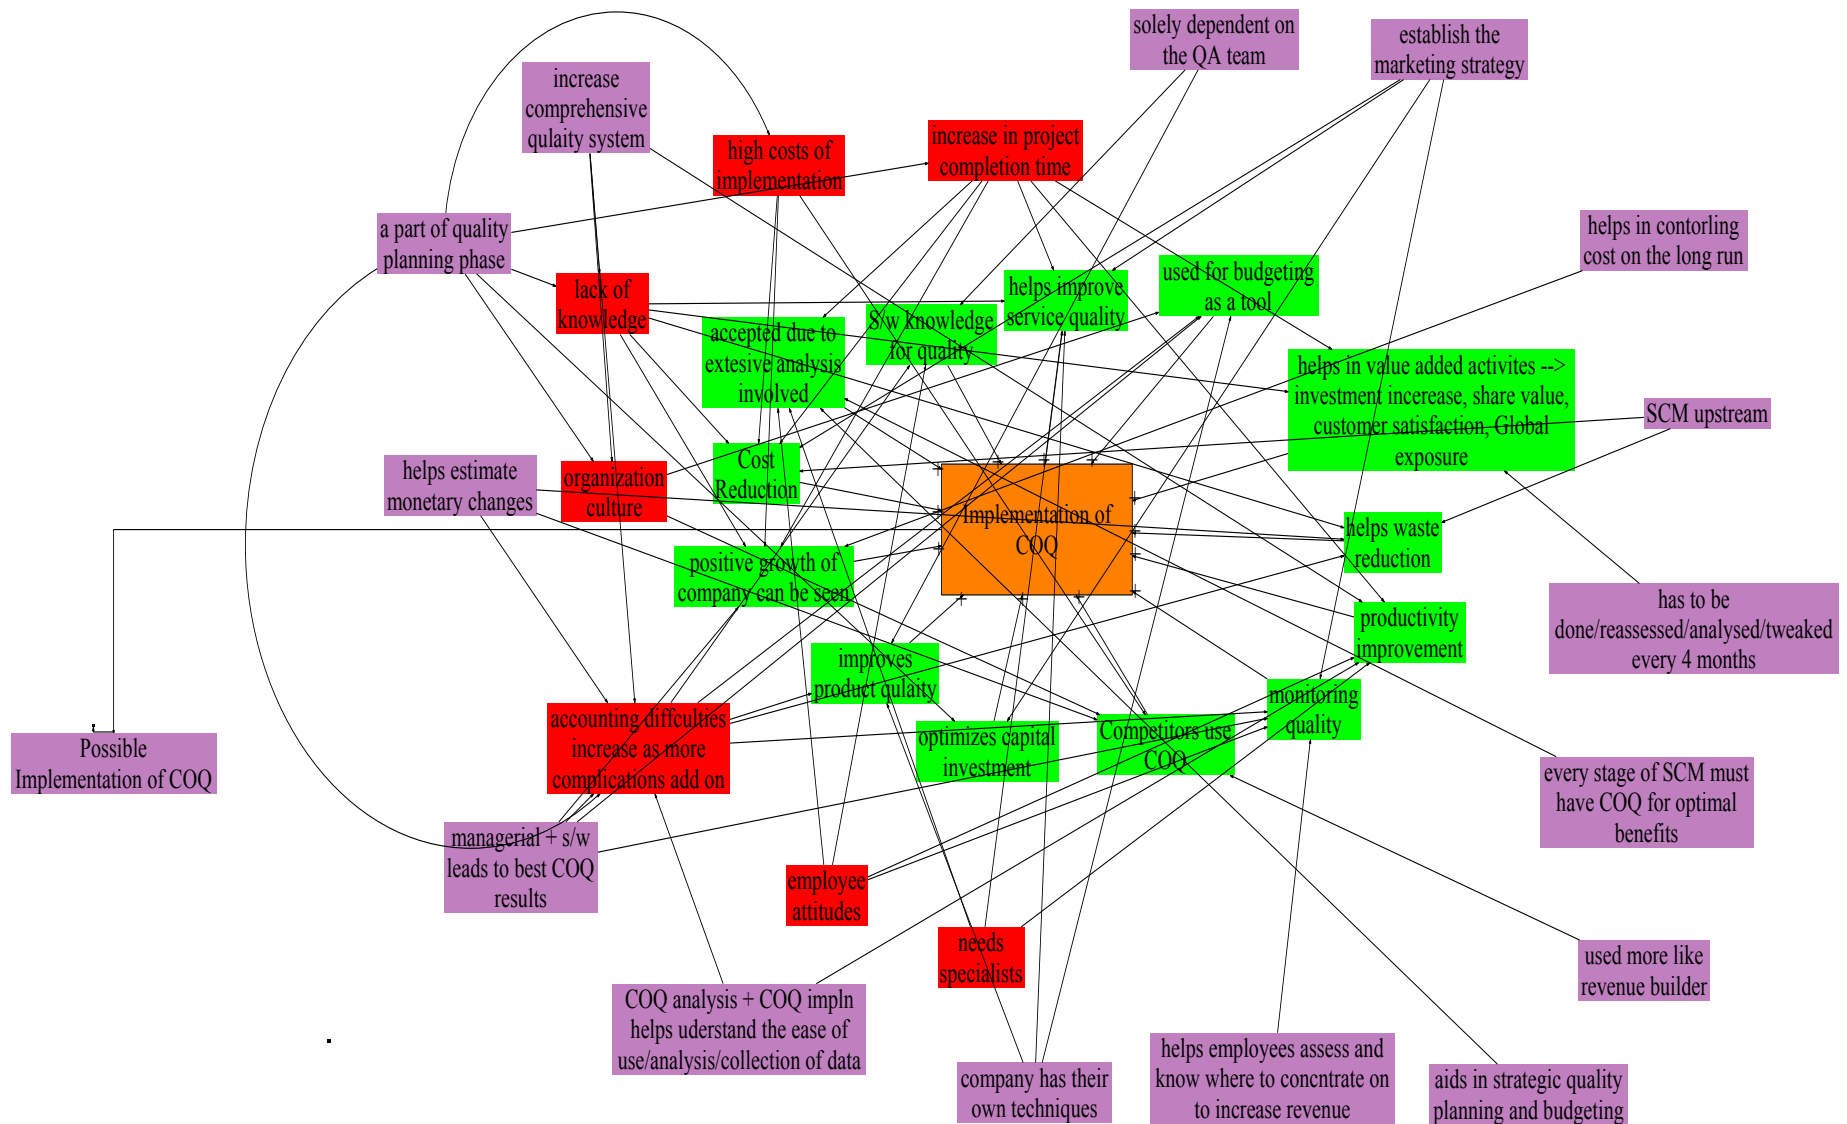 solely dependent on
the QA team
establish the
marketing strategy
increase
comprehensive
qulaity system
high costs of
implementation
increase in project
completion time
a part of quality
planning phase
helps in contorling
cost on the long run
lack of
knowledge
helps improve
service quality
used for budgeting
as a tool
S/w knowledge
for quality
accepted due to
extesive analysis
involved
helps in value added activites -->
investment incerease, share value,
customer satisfaction, Global
exposure
SCM upstream
Cost
Reduction
helps estimate
monetary changes
organization
culture
Implementation of
COQ
helps waste
reduction
positive growth of
company can be seen
has to be
done/reassessed/analysed/tweaked
every 4 months
productivity
improvement
improves
product qulaity
monitoring
quality
accounting diffculties
increase as more
complications add on
optimizes capital
investment
Competitors use
COQ
Possible
Implementation of COQ
every stage of SCM must
have COQ for optimal
benefits
managerial + s/w
leads to best COQ
results
employee
attitudes
needs
specialists
used more like
revenue builder
COQ analysis + COQ impln
helps uderstand the ease of
use/analysis/collection of data
company has their
own techniques
helps employees assess and
know where to concntrate on
to increase revenue
aids in strategic quality
planning and budgeting